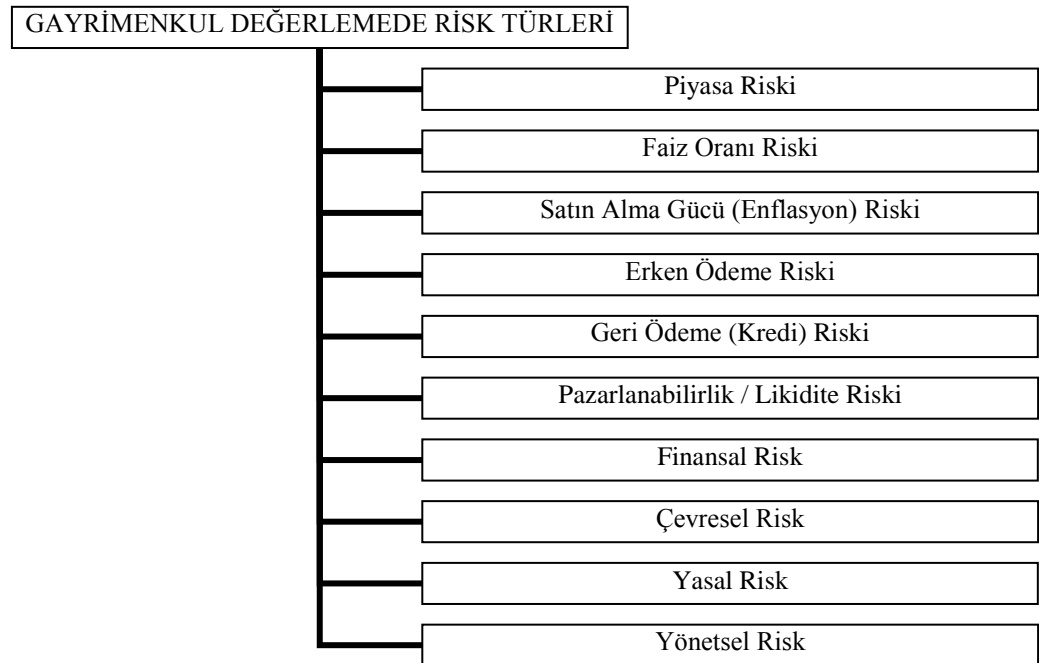 GAYRİMENKUL DEĞERLEMEDE RİSK TÜRLERİ
Piyasa Riski
Faiz Oranı Riski
Satın Alma Gücü (Enflasyon) Riski
Erken Ödeme Riski
Geri Ödeme (Kredi) Riski
Pazarlanabilirlik / Likidite Riski
Finansal Risk
Çevresel Risk
Yasal Risk
Yönetsel Risk